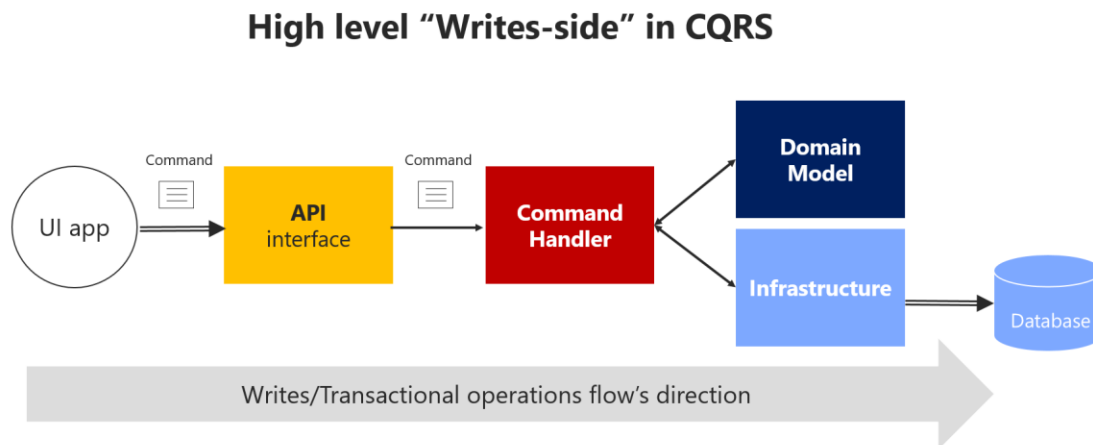 High level “Writes-side” in CQRS
Command
Command
UI app
API
interface
Command
Handler
Domain
Model
Infrastructure
Database
Writes/Transactional operations flow’s direction